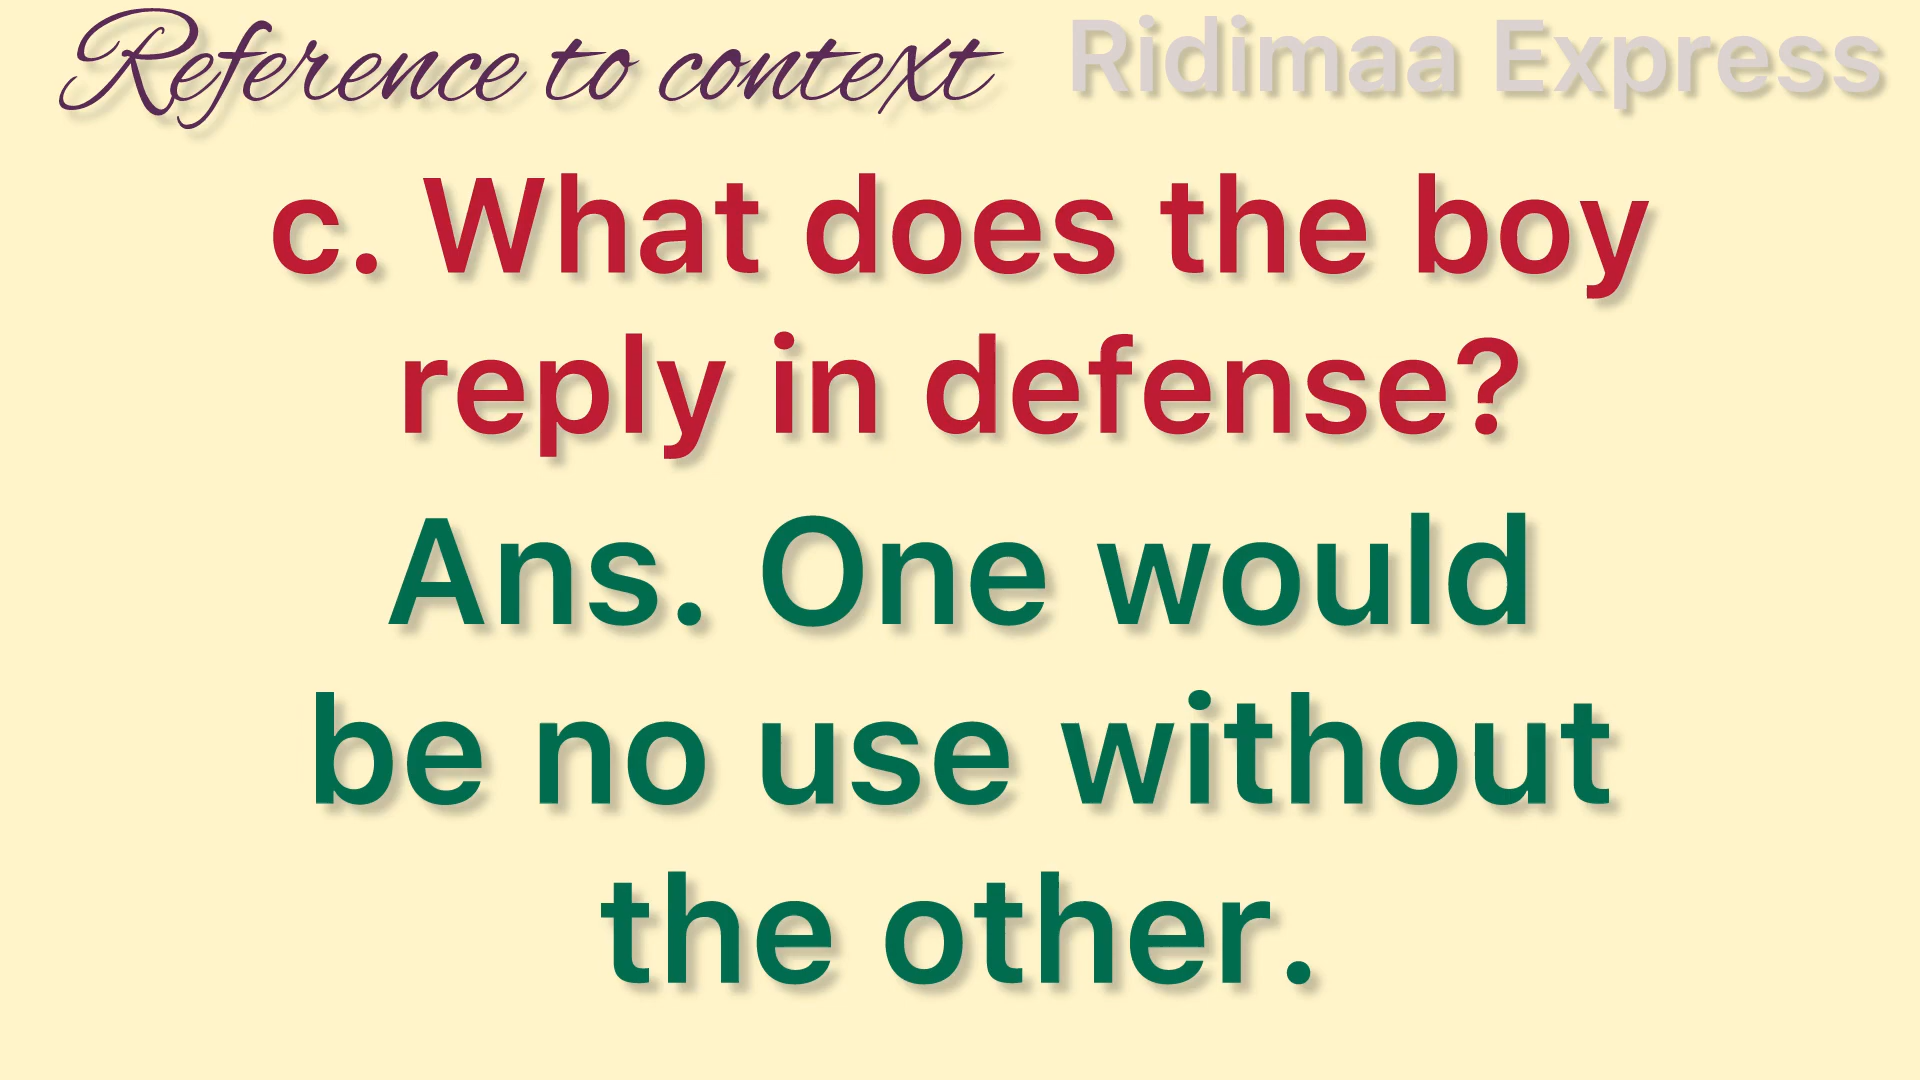 Reference to context Ridimaa Express
c. What does the boy
reply in defense?
Ans. One would
be no use without
the other.